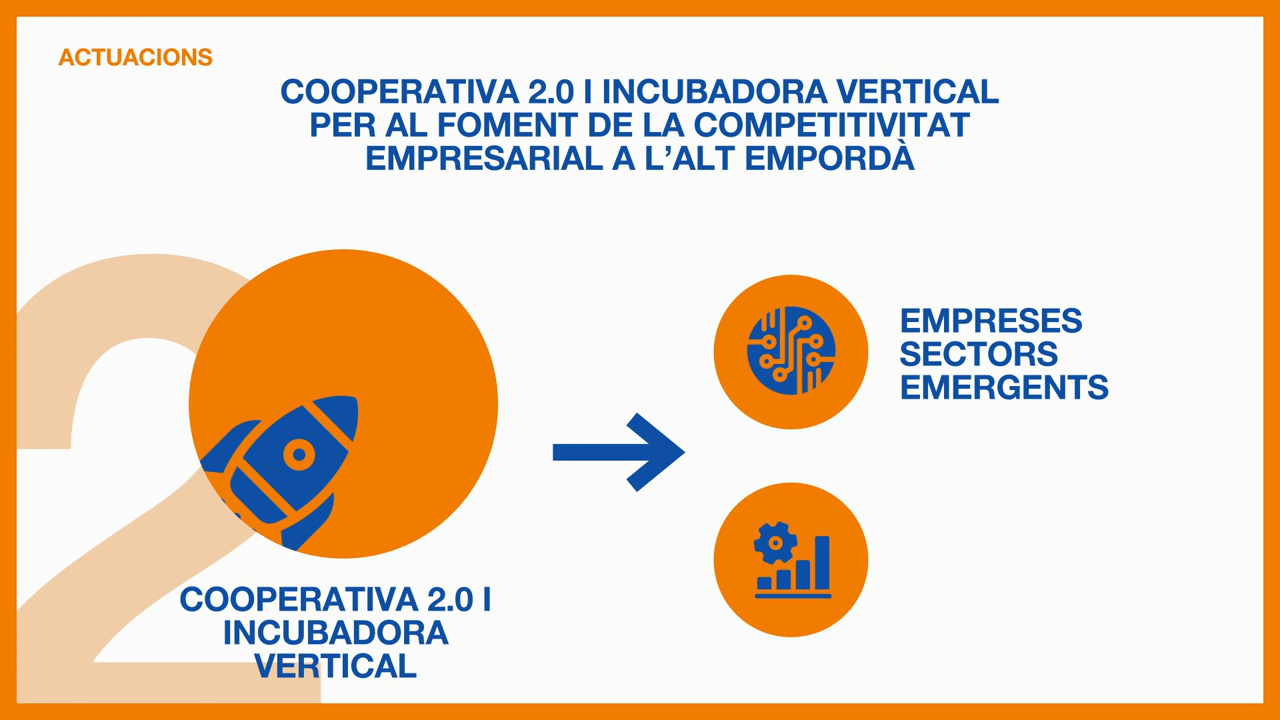 ACTUACIONS
COOPERATIVA 2.0 I INCUBADORA VERTICAL
PER AL FOMENT DE LA COMPETITIVITAT
EMPRESARIAL A L’ALT EMPORDÀ
2
COOPERATIVA 2.0 I
INCUBADORA
VERTICAL
EMPRESES
SECTORS
EMERGENTS